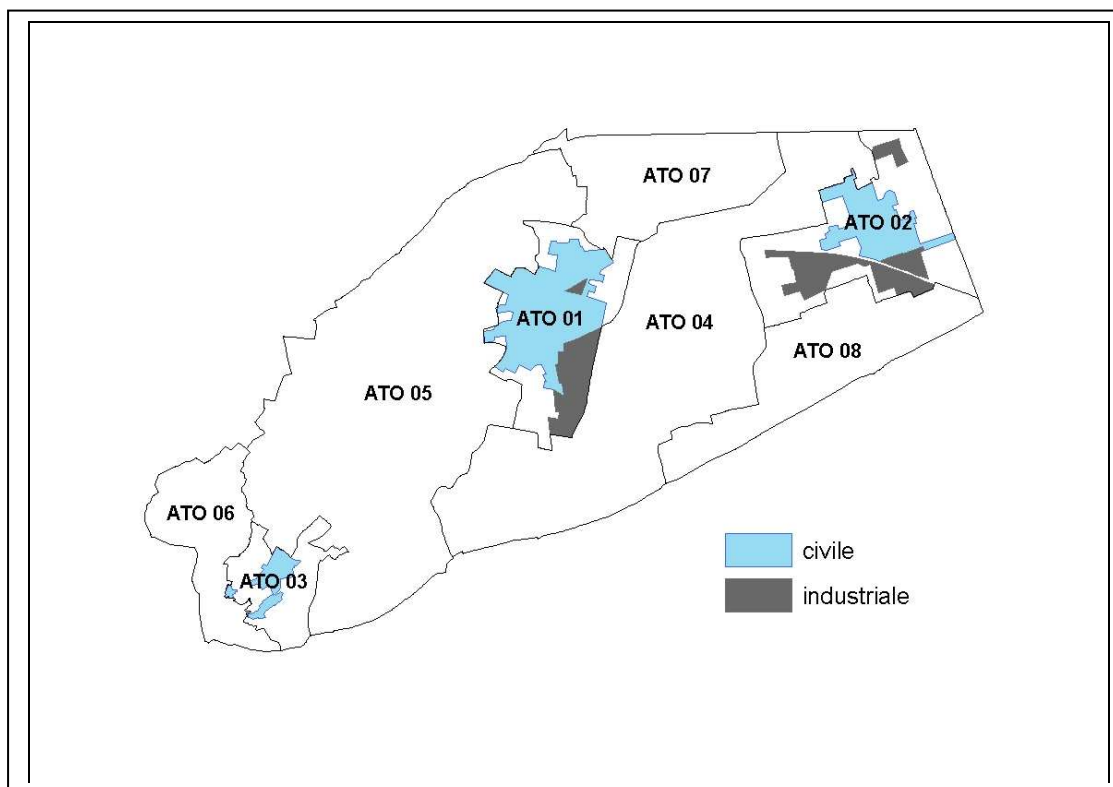 ATO 07
ATO 02
ATO 01
ATO 04
ATO 08
ATO 05
ATO 06
ATO 03
civile
industriale